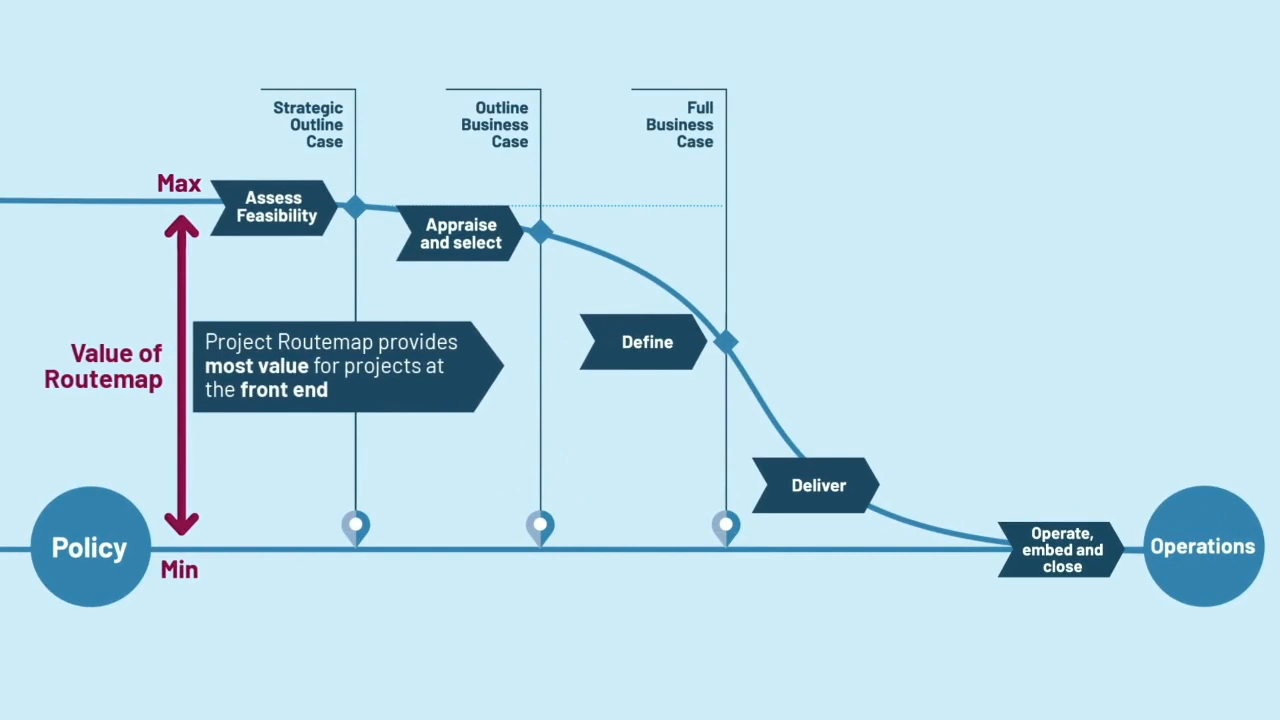 Strategic
Outline
Case
Outline
Business
Case
Full
Business
Case
Max
Assess
Feasibility
Appraise
and select
Define
Value of
Routemap
Project Routemap provides
most value for projects at
the front end
Deliver
Policy
Min
Operate,
embed and
close
Operations